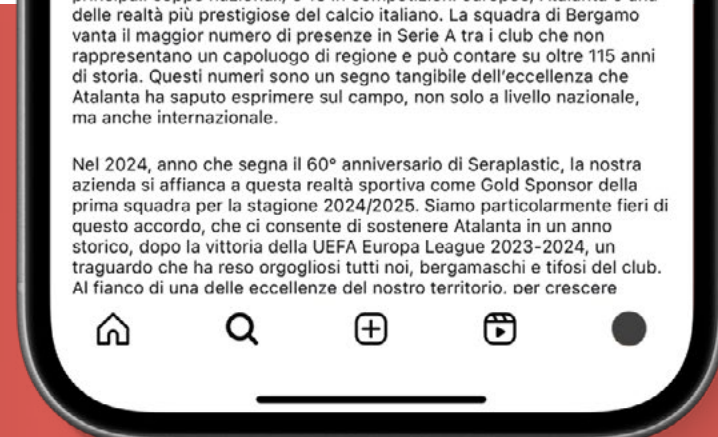 delle realtà più prestigiose del calcio italiano. La squadra di Bergamo
vanta il maggior numero di presenze in Serie A tra i club che non
rappresentano un capoluogo di regione e può contare su oltre 115 anni
di storia. Questi numeri sono un segno tangibile dell'eccellenza che
Atalanta ha saputo esprimere sul campo, non solo a livello nazionale,
ma anche internazionale.
Nel 2024, anno che segna il 60° anniversario di Seraplastic, la nostra
azienda si affianca a questa realtà sportiva come Gold Sponsor della
prima squadra per la stagione 2024/2025. Siamo particolarmente fieri di
questo accordo, che ci consente di sostenere Atalanta in un anno
storico, dopo la vittoria della UEFA Europa League 2023-2024, un
traguardo che ha reso orgogliosi tutti noi, bergamaschi e tifosi del club.
Al fianco di una delle eccellenze del nostro territorio, per crescere